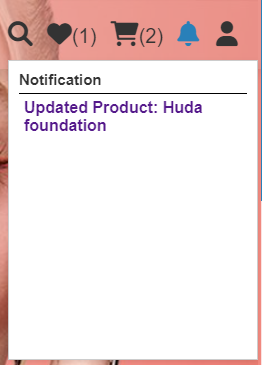 (1) (2)
Notification
Updated Product: Huda
foundation